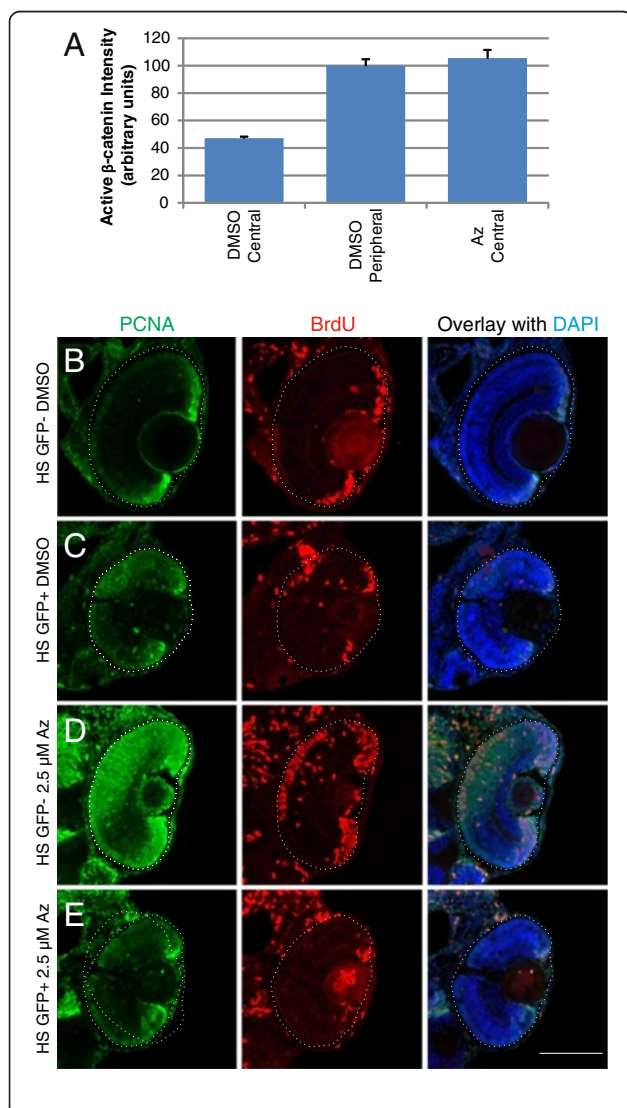 A
Active β-catenin Intensity
(arbitrary units)
120
100
80
60
40
20
0
DMSO
Central
DMSO
Peripheral
Az
Central
PCNA
BrdU
Overlay with DAPI
B
HS GFP- DMSO
C
HS GFP+ DMSO
D
HS GFP- 2.5 μM Az
E
HS GFP+ 2.5 μM Az